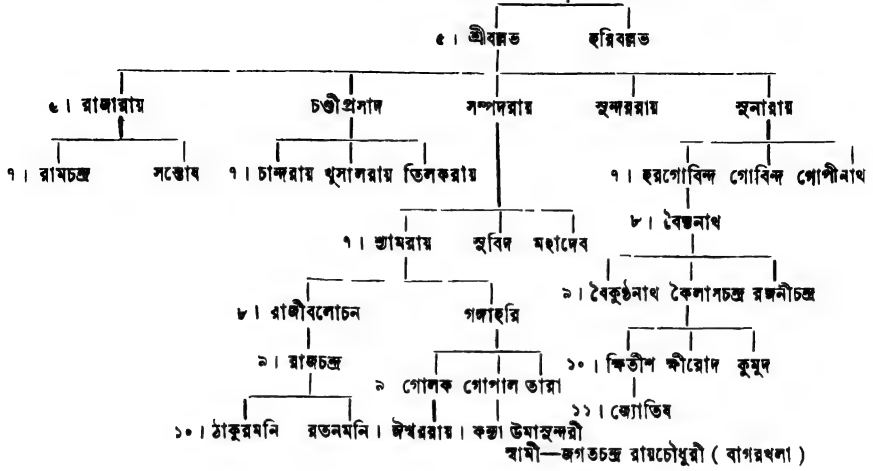 ৫। শ্রীবল্লভ হরিবল্লভ
৬। রাজারায় চণ্ডীপ্রসাদ সম্পদরায় সুন্দররায় সুনারায়
৭। রামচন্দ্র সন্তোষ ৭। চান্দরায় খুসালরায় তিলকরায় ৭। হরগোবিন্দ গোবিন্দ গোপীনাথ
৮। বৈদ্যনাথ
৭। শ্যামরায় সুবিদ মহাদেব
৯। বৈকুণ্ঠনাথ কৈলাসচন্দ্র রজনীচন্দ্র
৮। রাজীবলোচন গঙ্গাহরি
৯। রাজচন্দ্র ১০। ক্ষিতীশ ক্ষীরোদ কুমুদ
৯ গোলক গোপাল তারা
১১। জ্যোতিষ
১০। ঠাকুরমনি রতনমনি। ঈশ্বররায়। কন্যা উমাসুন্দরী
স্বামী—জগতচন্দ্র রায়চৌধুরী ( বাগরখলা )